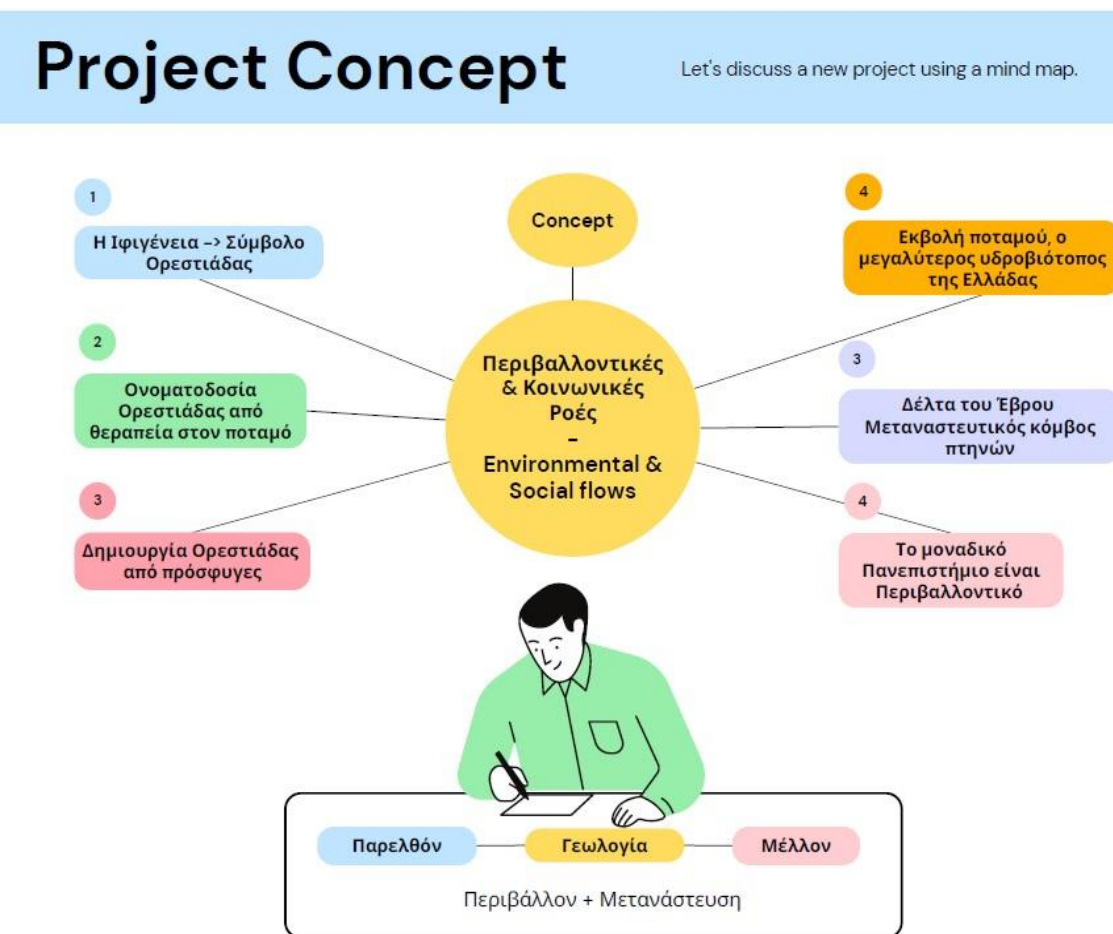 Project Concept
Let's discuss a new project using a mind map.
1
Η Ιφιγένεια –> Σύμβολο
Ορεστιάδας
2
Ονοματοδοσία
Ορεστιάδας από
θεραπεία στον ποταμό
3
Δημιουργία Ορεστιάδας
από πρόσφυγες
Concept
Περιβαλλοντικές
& Κοινωνικές
Ροές
–
Environmental &
Social flows
4
Εκβολή ποταμού, ο
μεγαλύτερος υδροβιότοπος
της Ελλάδας
3
Δέλτα του Έβρου
Μεταναστευτικός κόμβος
πτηνών
4
Το μοναδικό
Πανεπιστήμιο είναι
Περιβαλλοντικό
Παρελθόν
Γεωλογία
Μέλλον
Περιβάλλον + Μετανάστευση